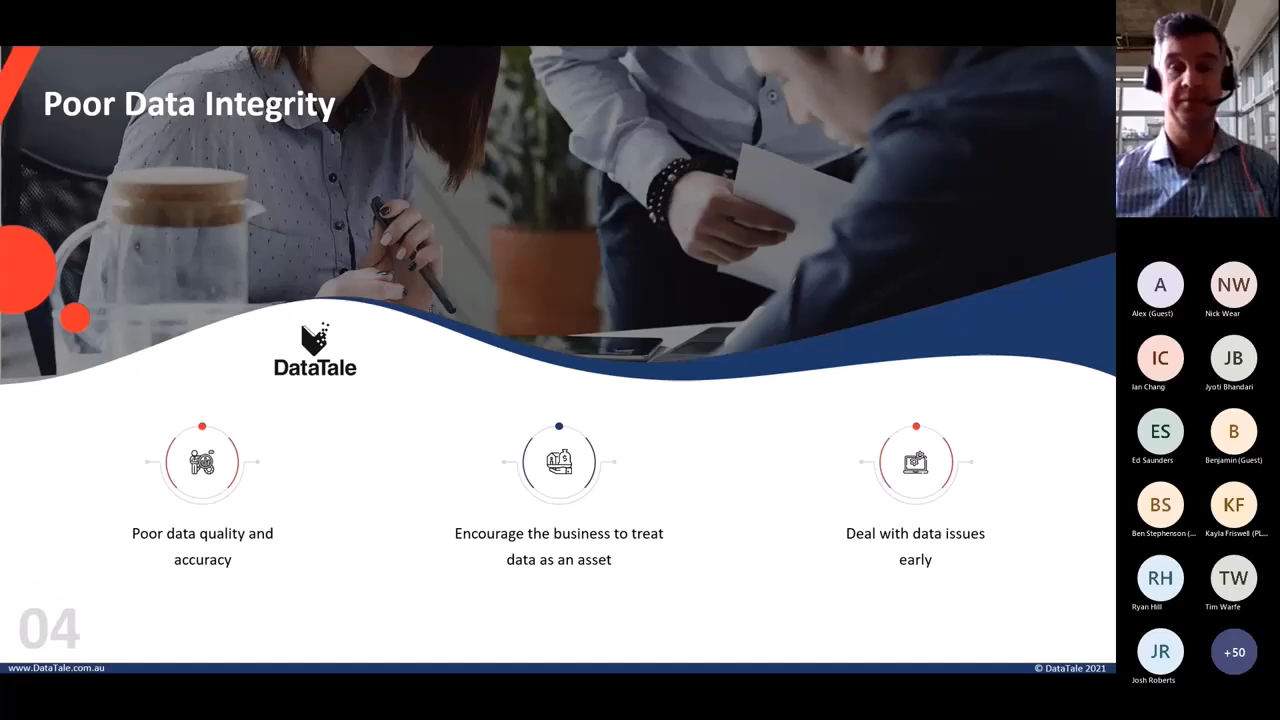 Poor Data Integrity
DataTale
Poor data quality and
accuracy
Encourage the business to treat
data as an asset
Deal with data issues
early
04
www.DataTale.com.au
© DataTale 2021
A
NW
Alex (Guest)
Nick Wear
IC
JB
Ian Chang
Jyoti Bhandari
ES
B
Ed Saunders
Benjamin (Guest)
BS
KF
Ben Stephenson (...
Kayla Friswell (PL...
RH
TW
Ryan Hill
Tim Warfe
JR
+50
Josh Roberts